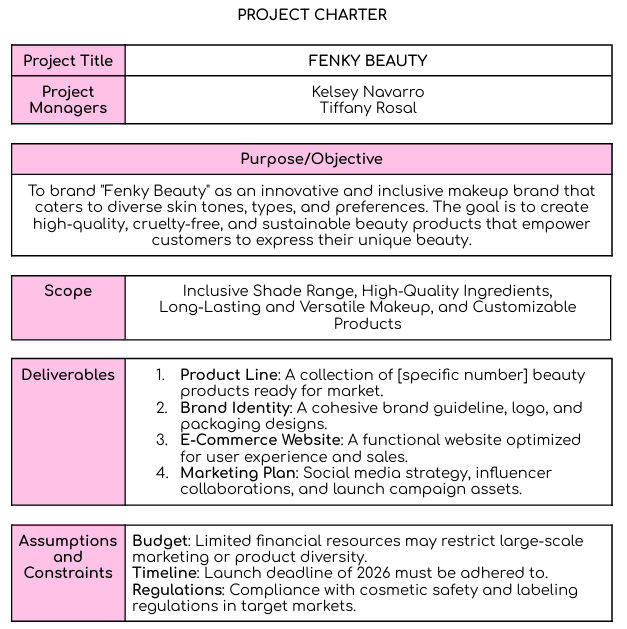 PROJECT CHARTER
Project Title
FENKY BEAUTY
Project
Managers
Kelsey Navarro
Tiffany Rosal
Purpose/Objective
To brand "Fenky Beauty" as an innovative and inclusive makeup brand that
caters to diverse skin tones, types, and preferences. The goal is to create
high-quality, cruelty-free, and sustainable beauty products that empower
customers to express their unique beauty.
Scope
Inclusive Shade Range, High-Quality Ingredients,
Long-Lasting and Versatile Makeup, and Customizable
Products
Deliverables
1. Product Line: A collection of [specific number] beauty
products ready for market.
2. Brand Identity: A cohesive brand guideline, logo, and
packaging designs.
3. E-Commerce Website: A functional website optimized
for user experience and sales.
4. Marketing Plan: Social media strategy, influencer
collaborations, and launch campaign assets.
Assumptions
and
Constraints
Budget: Limited financial resources may restrict large-scale
marketing or product diversity.
Timeline: Launch deadline of 2026 must be adhered to.
Regulations: Compliance with cosmetic safety and labeling
regulations in target markets.